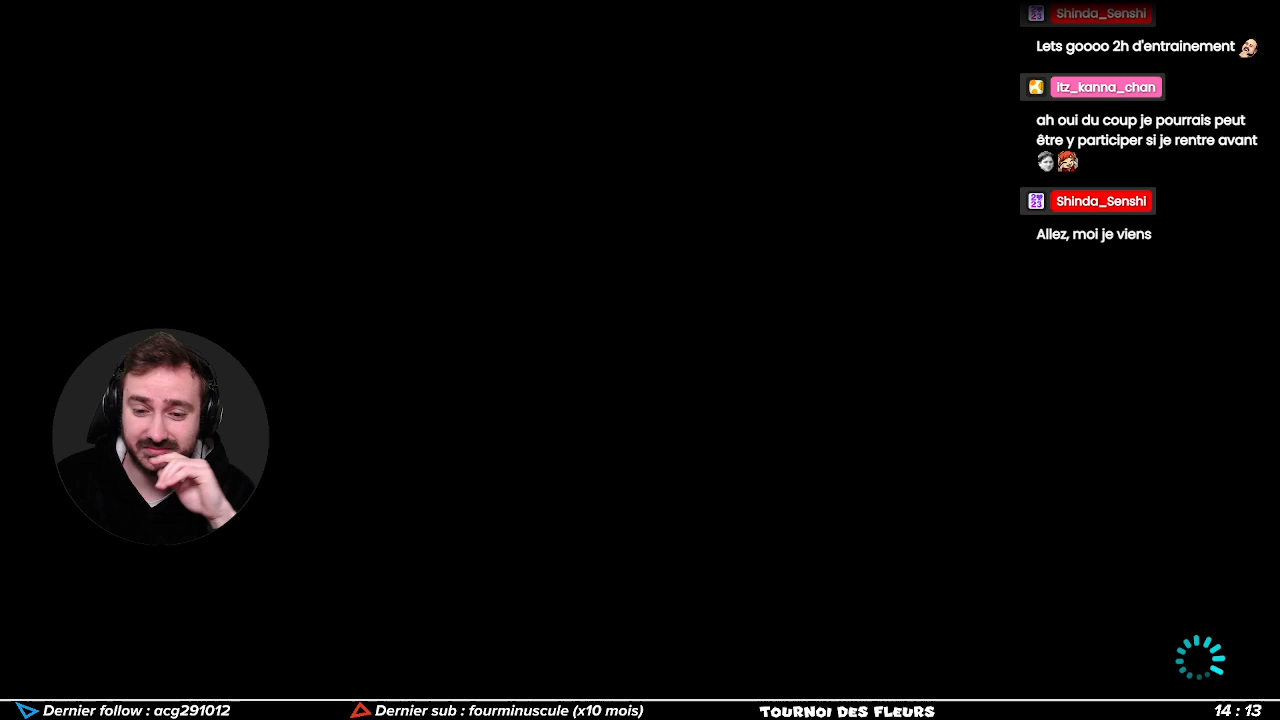 Shinda_Senshi
Lets goooo 2h d'entrainement
itz_kanna_chan
ah oui du coup je pourrais peut
être y participer si je rentre avant
Shinda_Senshi
Allez, moi je viens
Dernier follow : acg291012
Dernier sub : fourminuscule (x10 mois)
TOURNOI DES FLEURS
14 : 13